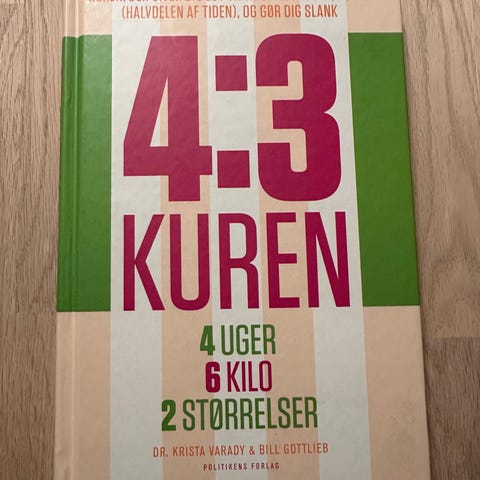 (HALVDELEN AF TIDEN), OG GØR DIG SLANK
4:3
KUREN
4 UGER
6 KILO
2 STØRRELSER
DR. KRISTA VARADY & BILL GOTTLIEB
POLITIKENS FORLAG